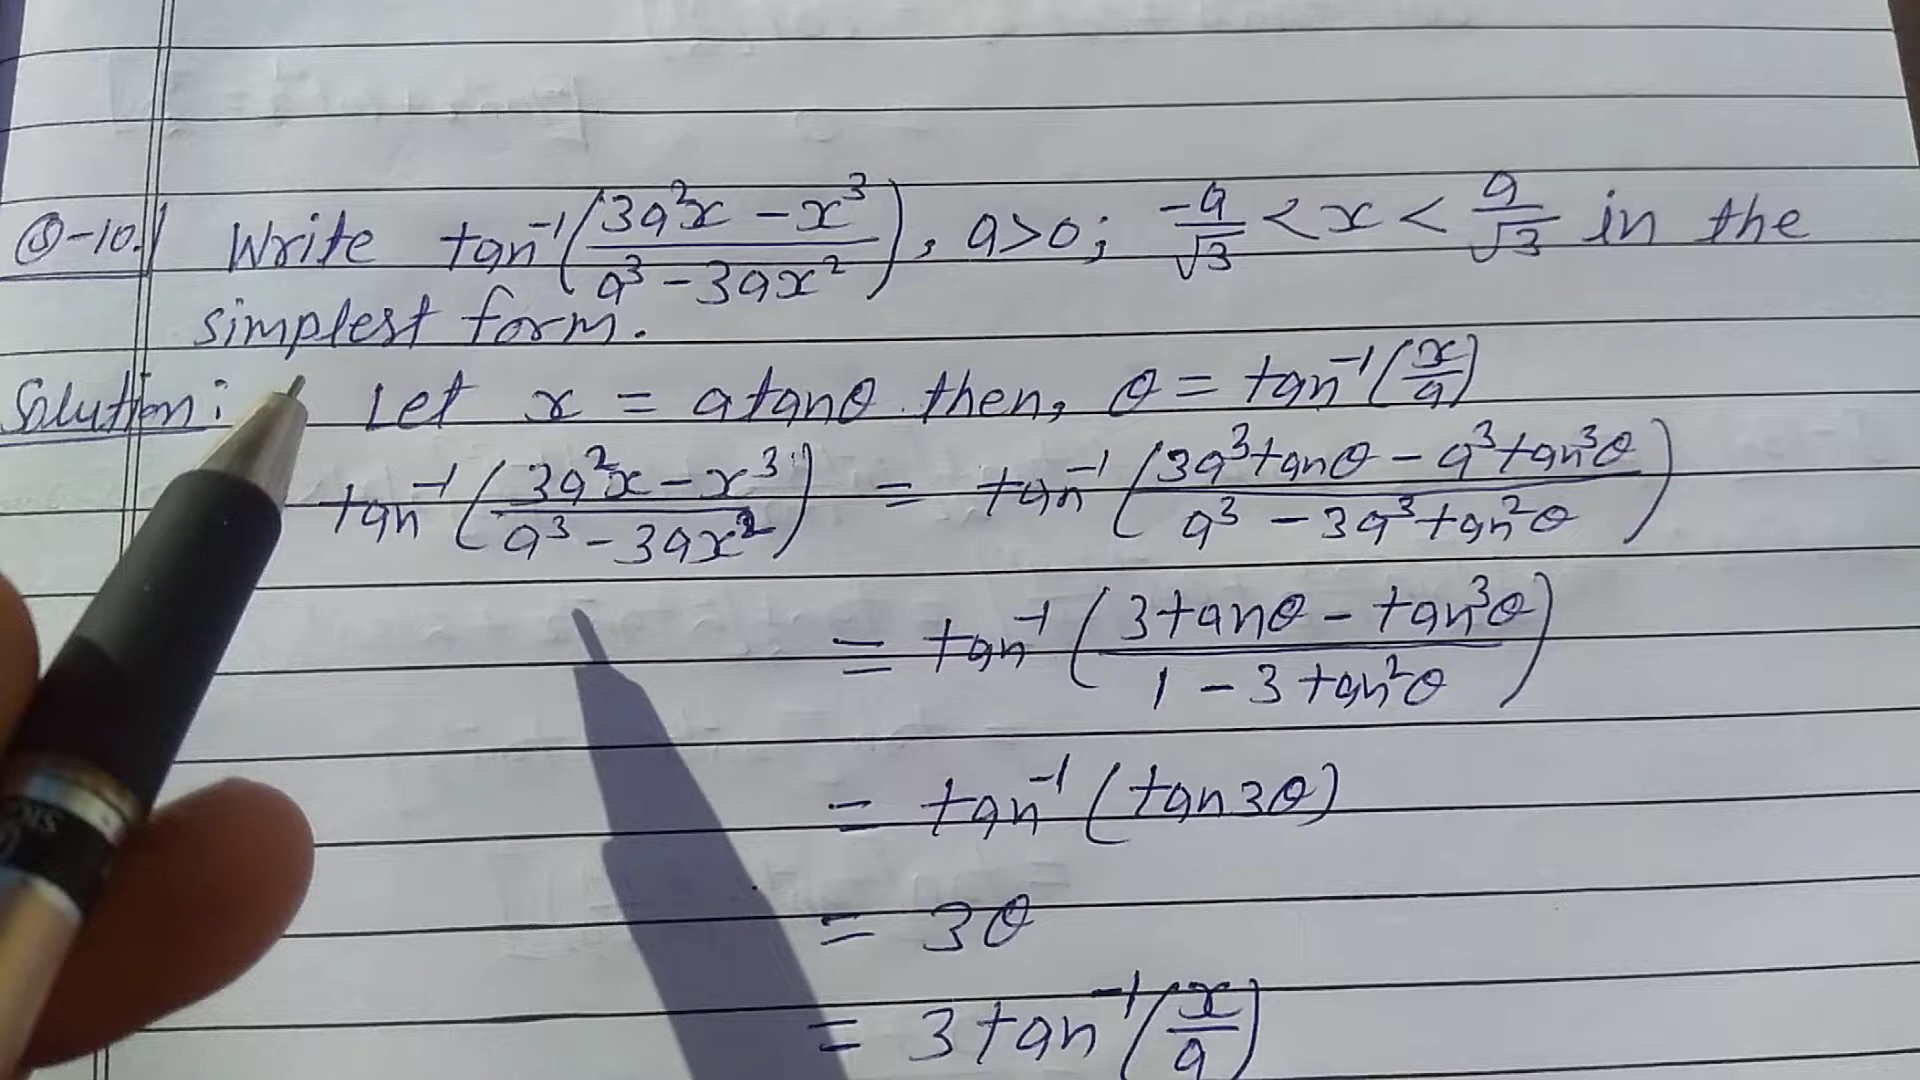 Q-10. Write tan⁻¹((3a²x - x³)/(a³ - 3ax²)), a>0; -a/√3 < x < a/√3 in the
simplest form.
Solution: Let x = a tanθ then, θ = tan⁻¹(x/a)
tan⁻¹((3a²x - x³)/(a³ - 3ax²)) = tan⁻¹((3a³tanθ - a³tan³θ)/(a³ - 3a³tan²θ))
= tan⁻¹((3tanθ - tan³θ)/(1 - 3tan²θ))
= tan⁻¹(tan3θ)
= 3θ
= 3tan⁻¹(x/a)